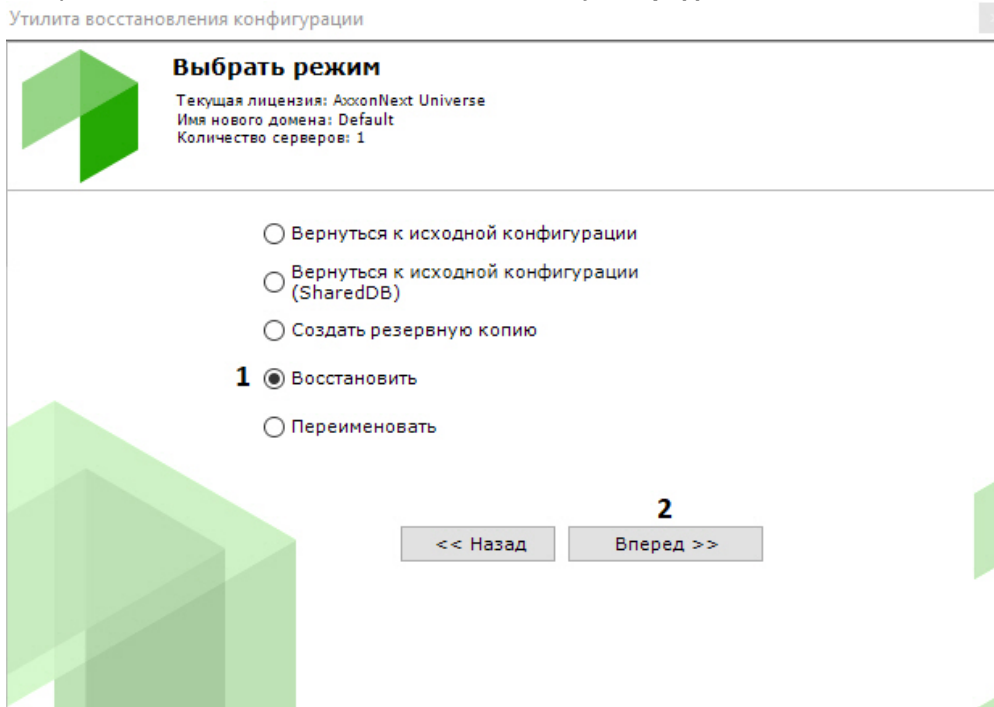 Утилита восстановления конфигурации
Выбрать режим
Текущая лицензия: AxxonNext Universe
Имя нового домена: Default
Количество серверов: 1
Вернуться к исходной конфигурации
Вернуться к исходной конфигурации
(SharedDB)
Создать резервную копию
1 Восстановить
Переименовать
2
<< Назад Вперед >>